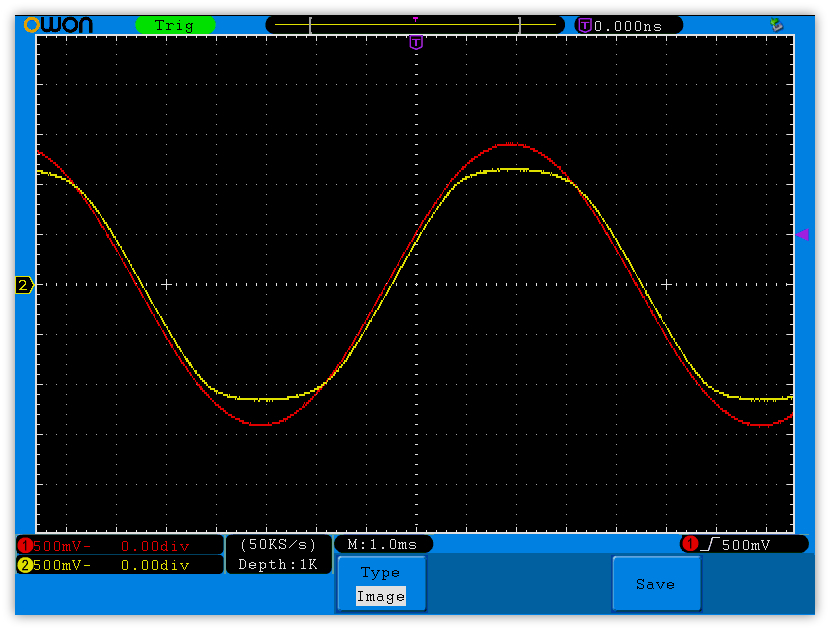 OWON Trig T T 0.000ns
T
2
1 500mV- 0.00div (50KS/s) M:1.0ms 1 500mV
2 500mV- 0.00div Depth:1K
Type Save
Image